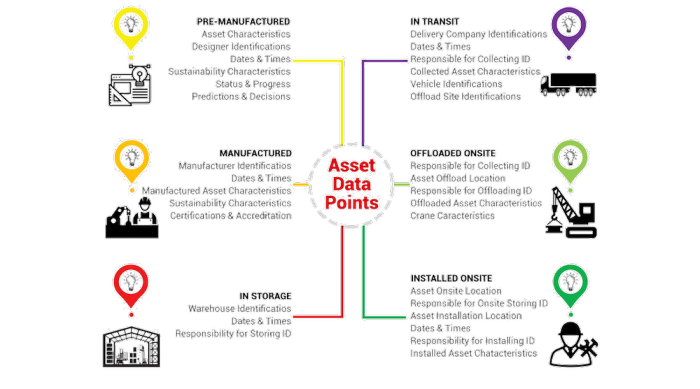 PRE-MANUFACTURED
Asset Characteristics
Designer Identifications
Dates & Times
Sustainability Characteristics
Status & Progress
Predictions & Decisions
MANUFACTURED
Manufacturer Identificatios
Dates & Times
Manufactured Asset Characteristics
Sustainability Characteristics
Certifications & Accreditation
IN STORAGE
Warehouse Identificatios
Dates & Times
Responsibility for Storing ID
Asset
Data
Points
IN TRANSIT
Delivery Company Identifications
Dates & Times
Responsible for Collecting ID
Collected Asset Characteristics
Vehicle Identifications
Offload Site Identifications
OFFLOADED ONSITE
Responsible for Collecting ID
Asset Offload Location
Responsible for Offloading ID
Offloaded Asset Characteristics
Crane Caracteristics
INSTALLED ONSITE
Asset Onsite Location
Responsible for Onsite Storing ID
Asset Installation Location
Dates & Times
Responsibility for Installing ID
Installed Asset Chatacteristics